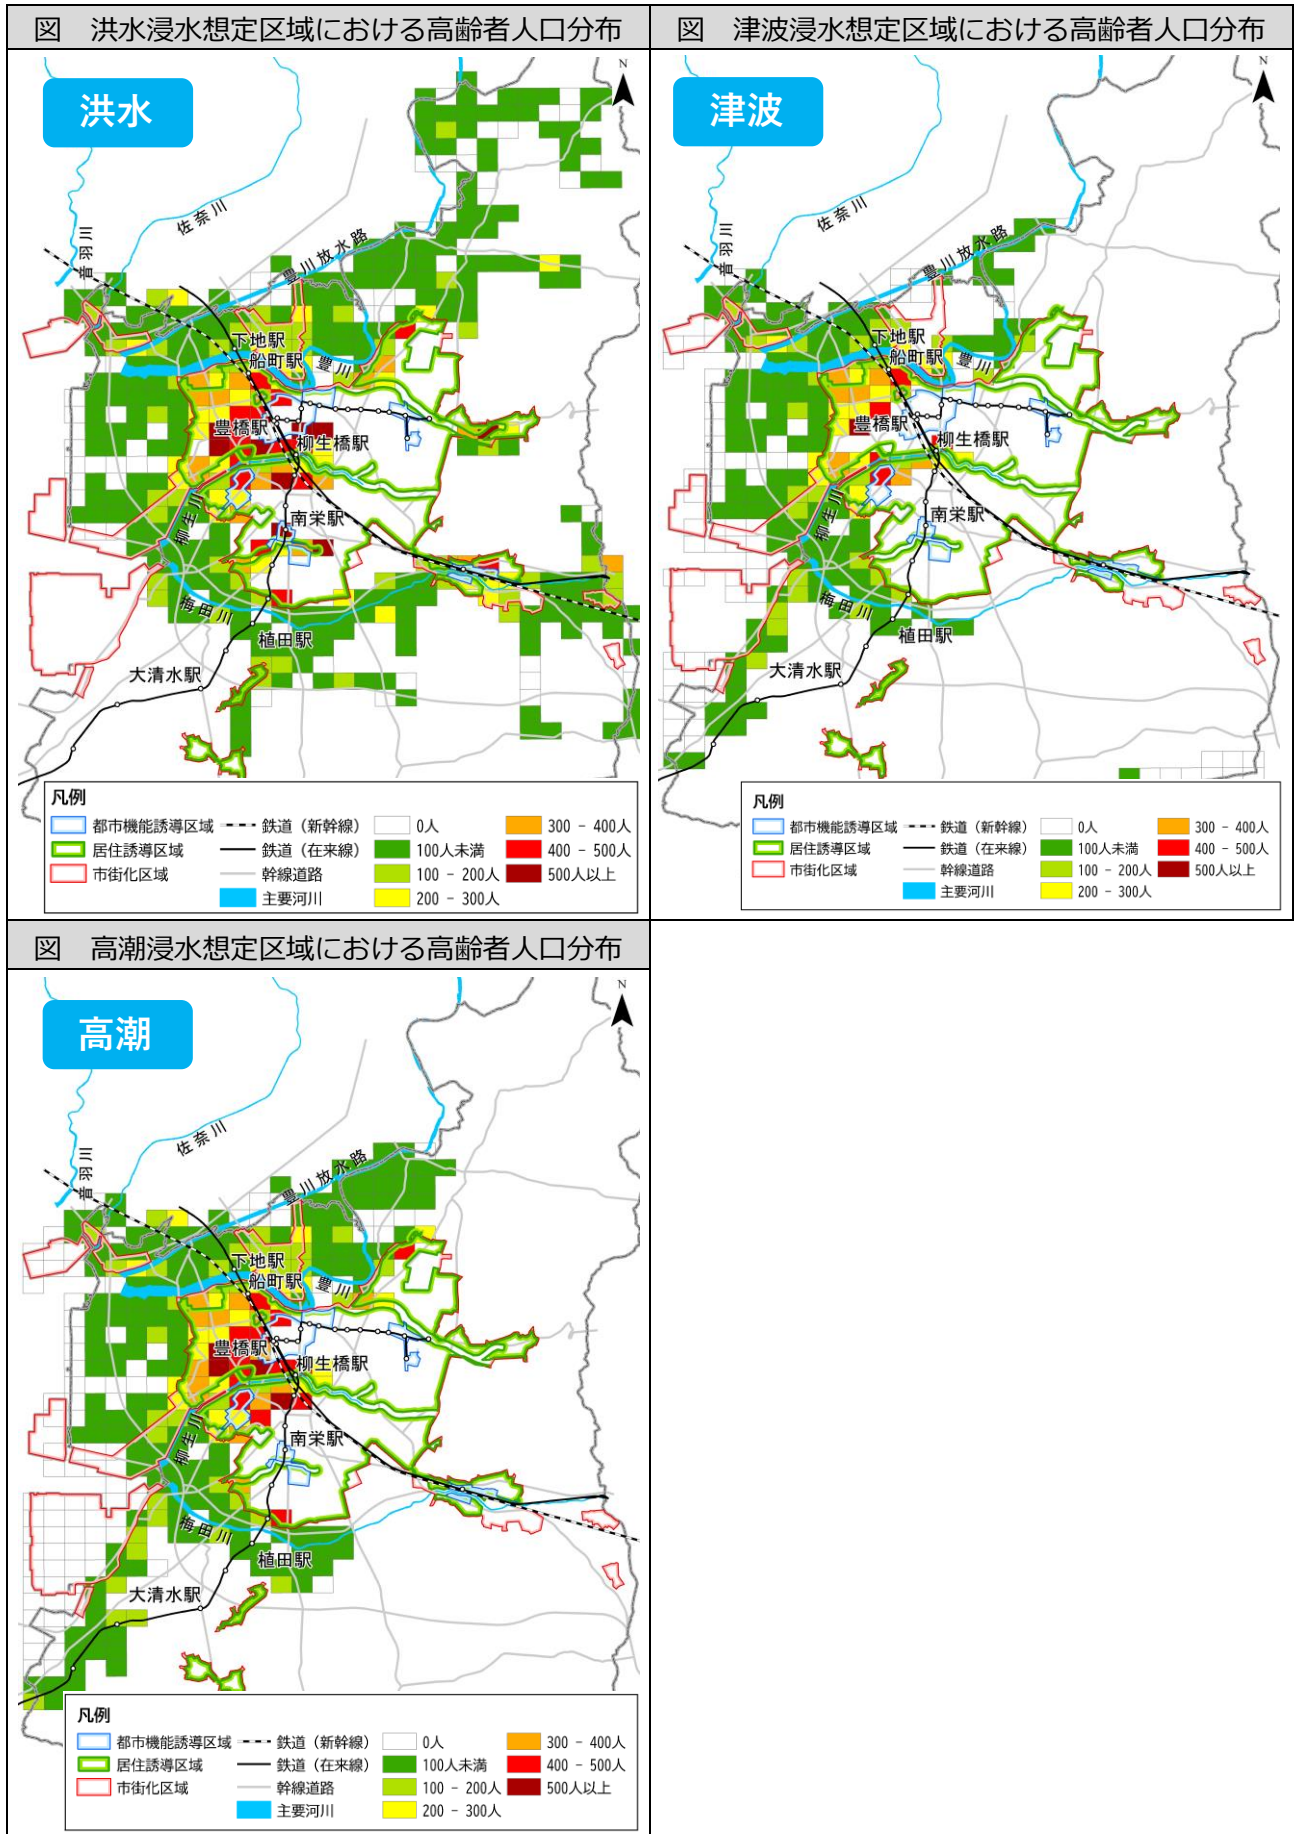 図 洪水浸水想定区域における高齢者人口分布
洪水
N
佐奈川
音羽川
豊川放水路
下地駅
船町駅
豊川
豊橋駅
柳生橋駅
柳生川
南栄駅
梅田川
植田駅
大清水駅
凡例
都市機能誘導区域
居住誘導区域
市街化区域
鉄道（新幹線）
鉄道（在来線）
幹線道路
主要河川
0人
100人未満
100 - 200人
200 - 300人
300 - 400人
400 - 500人
500人以上
図 津波浸水想定区域における高齢者人口分布
津波
N
佐奈川
音羽川
豊川放水路
下地駅
船町駅
豊川
豊橋駅
柳生橋駅
柳生川
南栄駅
梅田川
植田駅
大清水駅
凡例
都市機能誘導区域
居住誘導区域
市街化区域
鉄道（新幹線）
鉄道（在来線）
幹線道路
主要河川
0人
100人未満
100 - 200人
200 - 300人
300 - 400人
400 - 500人
500人以上
図 高潮浸水想定区域における高齢者人口分布
高潮
N
佐奈川
音羽川
豊川放水路
下地駅
船町駅
豊川
豊橋駅
柳生橋駅
柳生川
南栄駅
梅田川
植田駅
大清水駅
凡例
都市機能誘導区域
居住誘導区域
市街化区域
鉄道（新幹線）
鉄道（在来線）
幹線道路
主要河川
0人
100人未満
100 - 200人
200 - 300人
300 - 400人
400 - 500人
500人以上